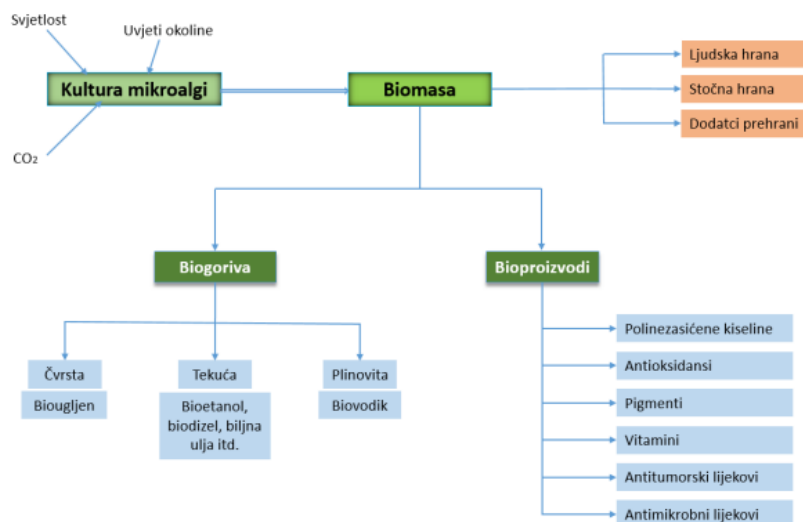 Svjetlost
Uvjeti okoline
Kultura mikroalgi
CO₂
Biomasa
Ljudska hrana
Stočna hrana
Dodatci prehrani
Biogoriva
Bioproizvodi
Čvrsta
Biougljen
Tekuća
Bioetanol,
biodizel, biljna
ulja itd.
Plinovita
Biovodik
Polinezasićene kiseline
Antioksidansi
Pigmenti
Vitamini
Antitumorski lijekovi
Antimikrobni lijekovi